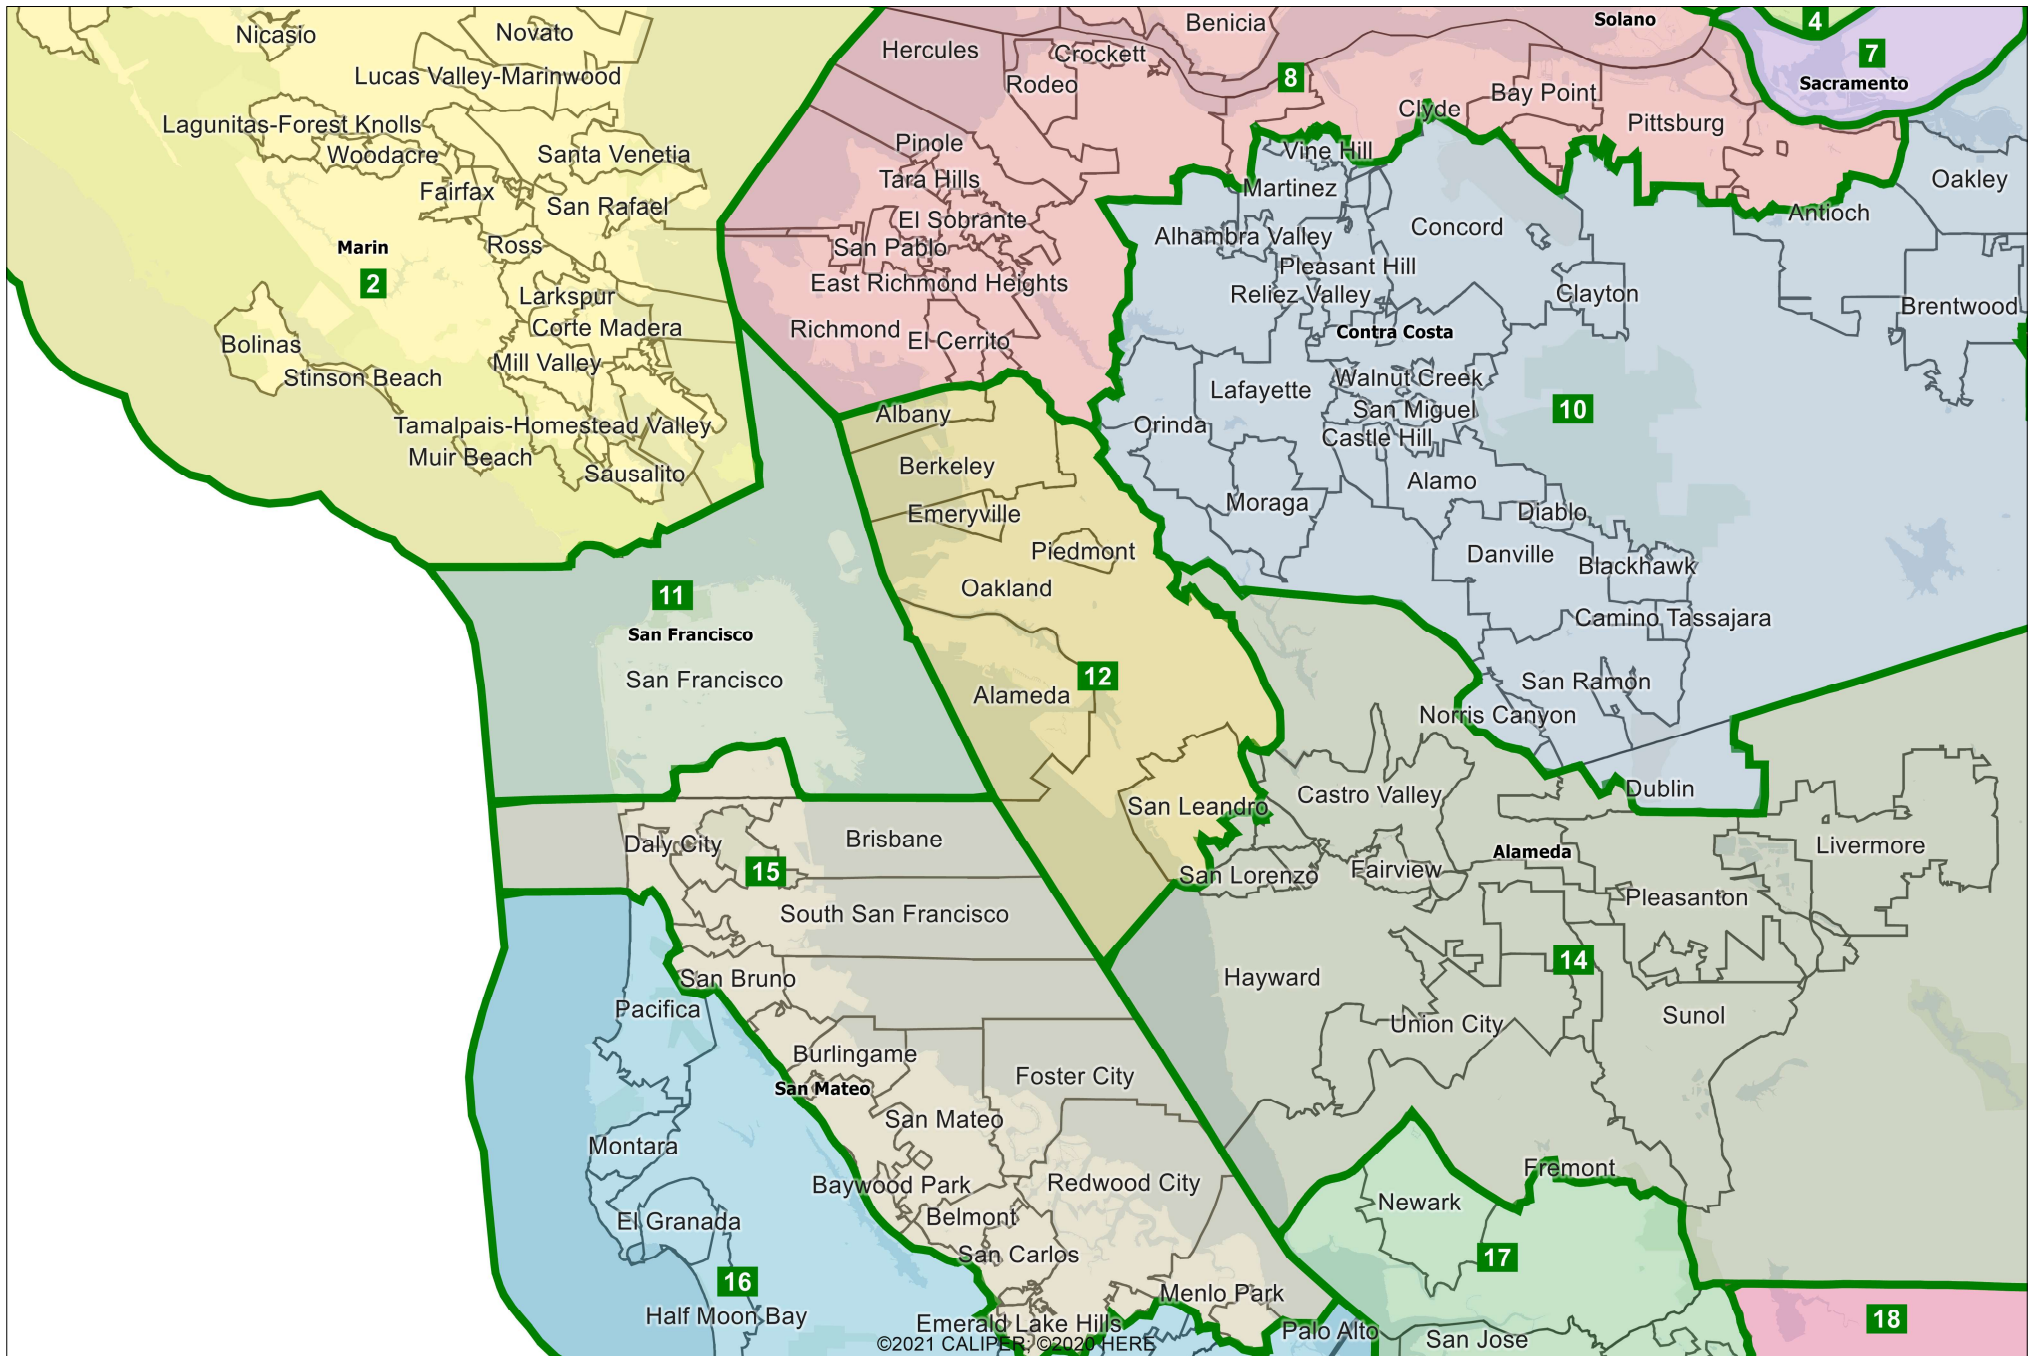 Nicasio
Novato
Hercules
Crockett
Benicia
Solano
4
7
Sacramento
Lucas Valley-Marinwood
Rodeo
8
Bay Point
Clyde
Pittsburg
Lagunitas-Forest Knolls
Woodacre
Santa Venetia
Pinole
Vine Hill
Fairfax
San Rafael
Tara Hills
Martinez
Oakley
Marin
2
Ross
El Sobrante
San Pablo
Alhambra Valley
Concord
Antioch
Larkspur
East Richmond Heights
Pleasant Hill
Reliez Valley
Clayton
Brentwood
Bolinas
Corte Madera
Richmond
El Cerrito
Contra Costa
Mill Valley
Stinson Beach
Lafayette
Walnut Creek
San Miguel
10
Tamalpais-Homestead Valley
Albany
Orinda
Castle Hill
Muir Beach
Sausalito
Berkeley
Alamo
Emeryville
Moraga
Diablo
Piedmont
Danville
Blackhawk
11
Oakland
San Francisco
Camino Tassajara
San Francisco
Alameda
12
San Ramon
Norris Canyon
Dublin
San Leandro
Castro Valley
Daly City
Brisbane
15
San Lorenzo
Fairview
Alameda
Livermore
South San Francisco
Pleasanton
San Bruno
Hayward
14
Pacifica
Union City
Sunol
Burlingame
San Mateo
Foster City
San Mateo
Montara
Fremont
Baywood Park
Redwood City
Newark
El Granada
Belmont
San Carlos
17
16
Half Moon Bay
Menlo Park
Emerald Lake Hills
Palo Alto
San Jose
18
©2021 CALIPER; ©2020 HERE